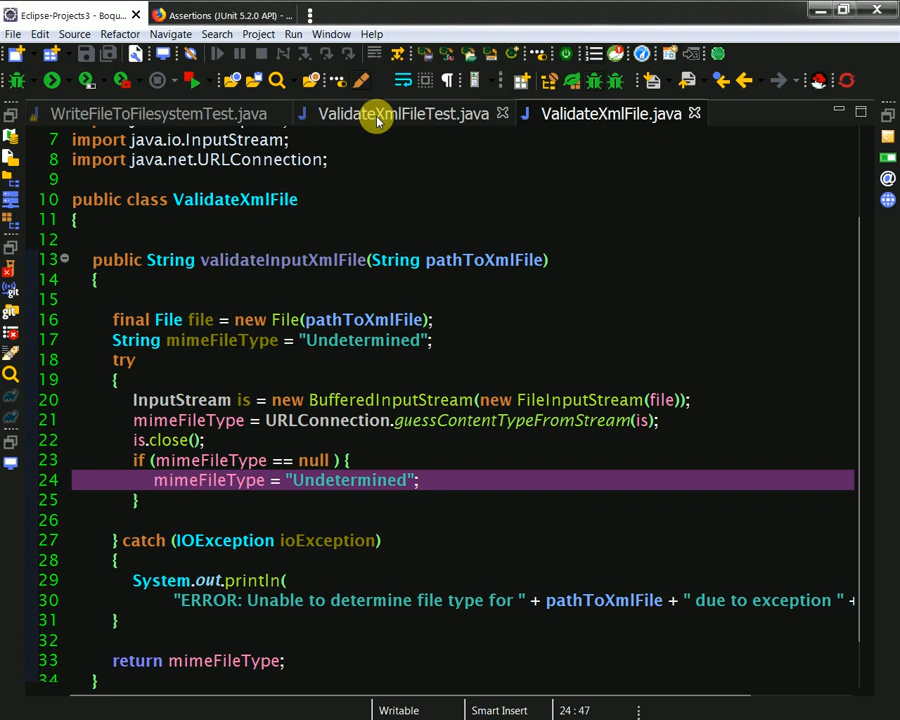 Eclipse-Projects3 - Boqu...
Assertions (JUnit 5.2.0 API) - ...
File Edit Source Refactor Navigate Search Project Run Window Help
WriteFileToFilesystemTest.java ValidateXmlFileTest.java ValidateXmlFile.java
7 import java.io.InputStream;
8 import java.net.URLConnection;
9
10 public class ValidateXmlFile
11 {
12
13 public String validateInputXmlFile(String pathToXmlFile)
14 {
15
16 final File file = new File(pathToXmlFile);
17 String mimeFileType = "Undetermined";
18 try
19 {
20 InputStream is = new BufferedInputStream(new FileInputStream(file));
21 mimeFileType = URLConnection.guessContentTypeFromStream(is);
22 is.close();
23 if (mimeFileType == null ) {
24 mimeFileType = "Undetermined";
25 }
26
27 } catch (IOException ioException)
28 {
29 System.out.println(
30 "ERROR: Unable to determine file type for " + pathToXmlFile + " due to exception " +
31 }
32
33 return mimeFileType;
34 }
Writable Smart Insert 24 : 47